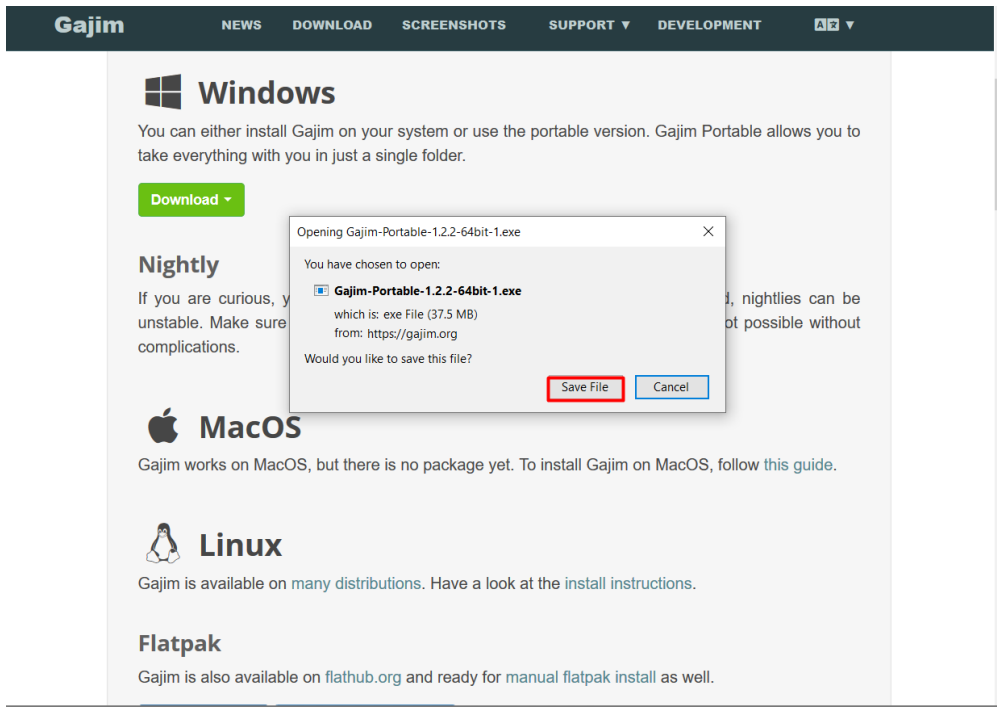 Gajim NEWS DOWNLOAD SCREENSHOTS SUPPORT ▼ DEVELOPMENT ▼
Windows
You can either install Gajim on your system or use the portable version. Gajim Portable allows you to
take everything with you in just a single folder.
Download
Opening Gajim-Portable-1.2.2-64bit-1.exe
You have chosen to open:
Gajim-Portable-1.2.2-64bit-1.exe
which is: exe File (37.5 MB)
from: https://gajim.org
Would you like to save this file?
Save File Cancel
Nightly
If you are curious, nightlies can be
unstable. Make sure possible without
complications.
MacOS
Gajim works on MacOS, but there is no package yet. To install Gajim on MacOS, follow this guide.
Linux
Gajim is available on many distributions. Have a look at the install instructions.
Flatpak
Gajim is also available on flathub.org and ready for manual flatpak install as well.